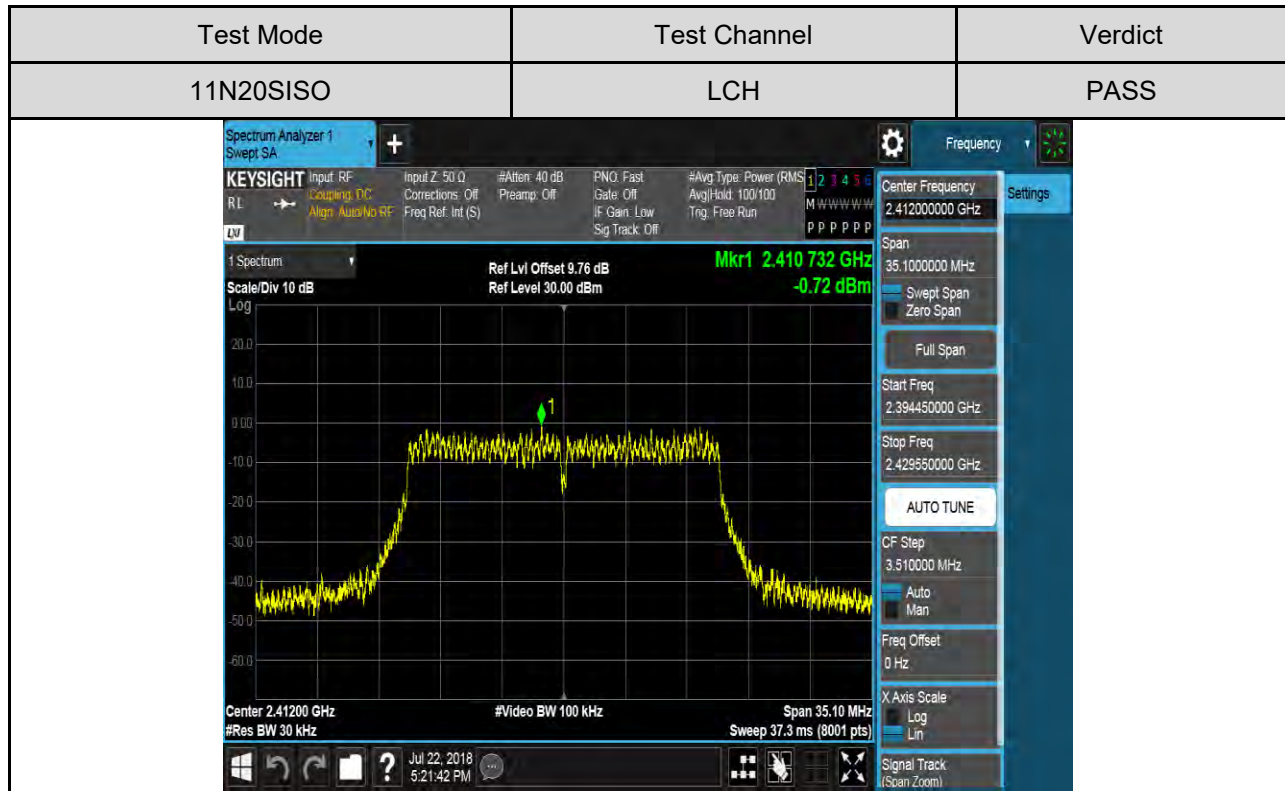 Test Mode Test Channel Verdict
11N20SISO LCH PASS
Spectrum Analyzer 1
Swept SA
Frequency
Settings
KEYSIGHT Input: RF Input Z: 50 Ω #Atten: 40 dB PNO: Fast #Avg Type: Power (RMS 1 2 3 4 5 6
RL Coupling: DC Corrections: Off Preamp: Off Gate: Off Avg|Hold: 100/100 M W W W W W
Align: Auto/No RF Freq Ref: Int (S) IF Gain: Low Trig: Free Run
Sig Track: Off P P P P P P
LXI
1 Spectrum
Scale/Div 10 dB
Ref Lvl Offset 9.76 dB
Ref Level 30.00 dBm
Mkr1 2.410 732 GHz
-0.72 dBm
Log
20.0
10.0
0.00
-10.0
-20.0
-30.0
-40.0
-50.0
-60.0
1
Center 2.41200 GHz #Video BW 100 kHz Span 35.10 MHz
#Res BW 30 kHz Sweep 37.3 ms (8001 pts)
Jul 22, 2018
5:21:42 PM
Center Frequency
2.412000000 GHz
Span
35.1000000 MHz
Swept Span
Zero Span
Full Span
Start Freq
2.394450000 GHz
Stop Freq
2.429550000 GHz
AUTO TUNE
CF Step
3.510000 MHz
Auto
Man
Freq Offset
0 Hz
X Axis Scale
Log
Lin
Signal Track
(Span Zoom)